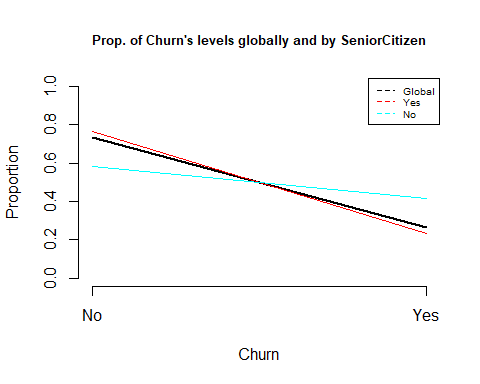 Prop. of Churn's levels globally and by SeniorCitizen
Global
Yes
No
Proportion
1.0
0.8
0.6
0.4
0.2
0.0
No
Yes
Churn